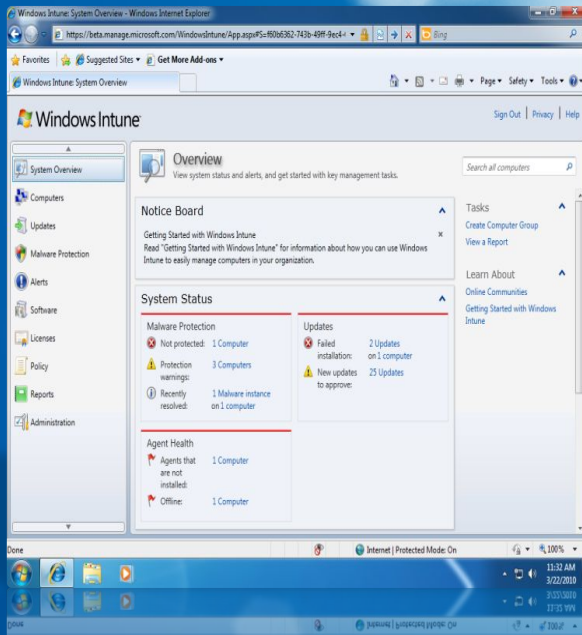 Windows Intune: System Overview - Windows Internet Explorer
https://beta.manage.microsoft.com/WindowsIntune/App.aspx#S=f60b6362-743b-49ff-9ec4-
Bing
Favorites
Suggested Sites
Get More Add-ons
Windows Intune: System Overview
Page
Safety
Tools
Windows Intune
Sign Out | Privacy | Help
System Overview
Computers
Updates
Malware Protection
Alerts
Software
Licenses
Policy
Reports
Administration
Overview
View system status and alerts, and get started with key management tasks.
Search all computers
Notice Board
Getting Started with Windows Intune
Read "Getting Started with Windows Intune" for information about how you can use Windows
Intune to easily manage computers in your organization.
System Status
Malware Protection
Not protected: 1 Computer
Protection warnings: 3 Computers
Recently resolved: 1 Malware instance on 1 computer
Updates
Failed installation: 2 Updates on 1 computer
New updates to approve: 25 Updates
Agent Health
Agents that are not installed: 1 Computer
Offline: 1 Computer
Tasks
Create Computer Group
View a Report
Learn About
Online Communities
Getting Started with Windows
Intune
Done
Internet | Protected Mode: On
100%
11:32 AM
3/22/2010